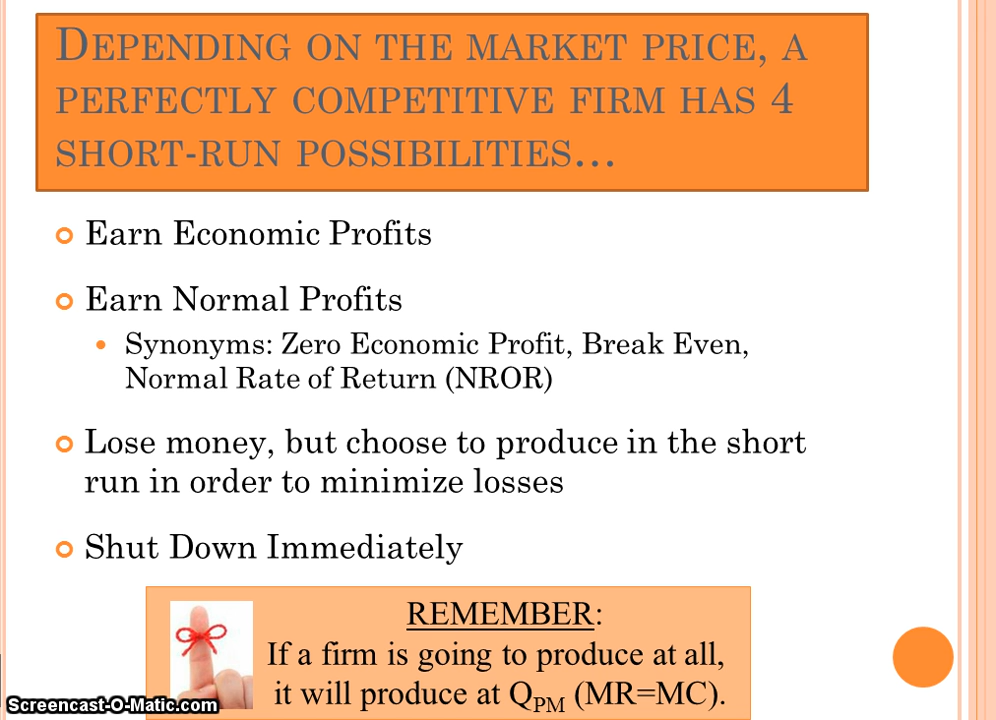 DEPENDING ON THE MARKET PRICE, A
PERFECTLY COMPETITIVE FIRM HAS 4
SHORT-RUN POSSIBILITIES...
Earn Economic Profits
Earn Normal Profits
Synonyms: Zero Economic Profit, Break Even,
Normal Rate of Return (NROR)
Lose money, but choose to produce in the short
run in order to minimize losses
Shut Down Immediately
REMEMBER:
If a firm is going to produce at all,
it will produce at QPM (MR=MC).
Screencast-O-Matic.com